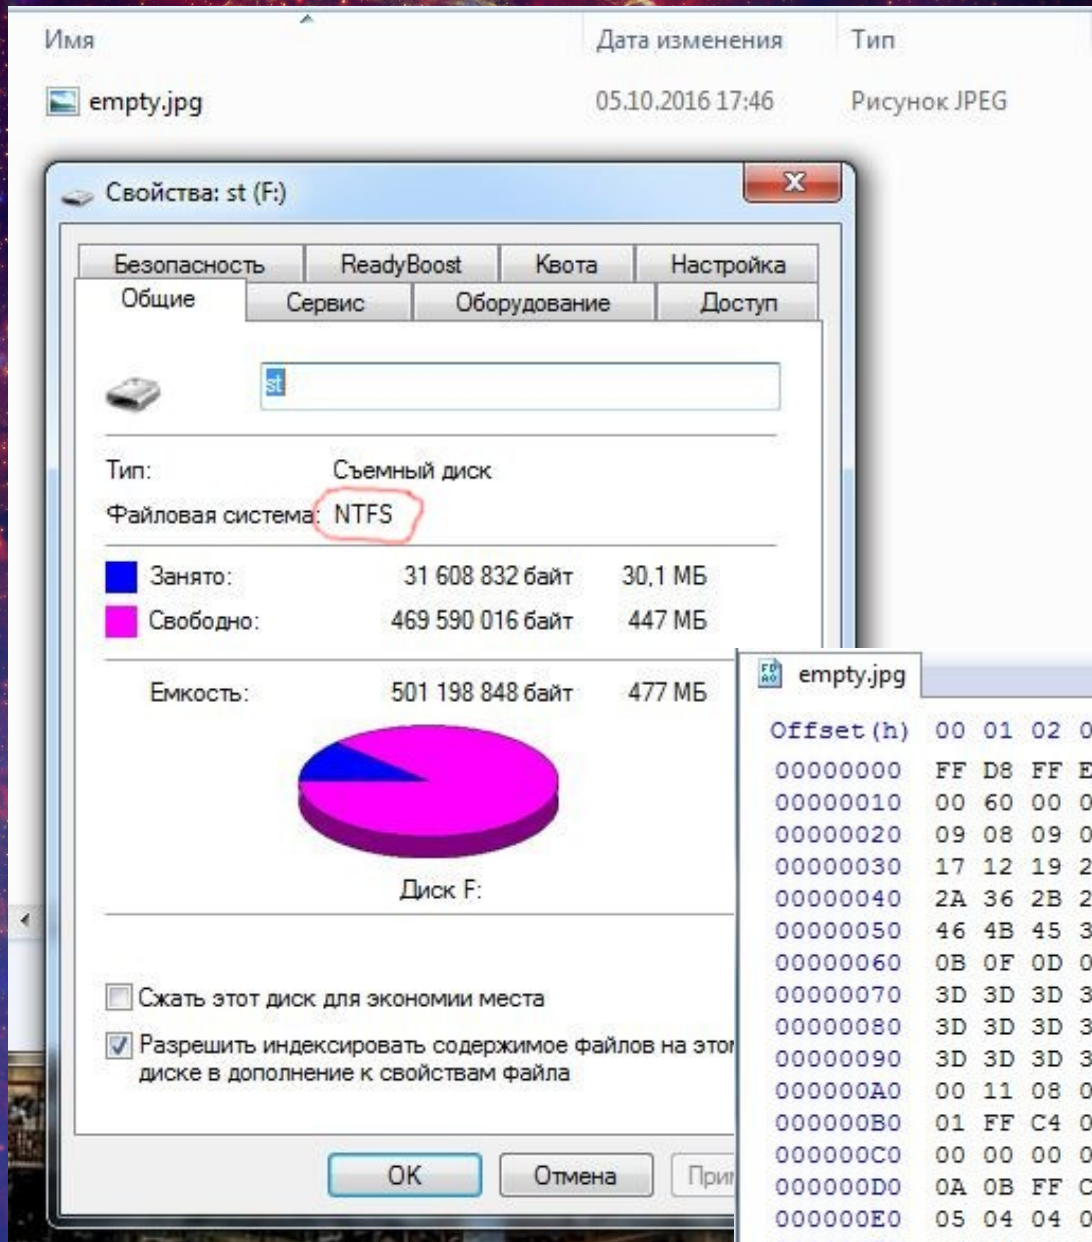 Имя Дата изменения Тип
empty.jpg 05.10.2016 17:46 Рисунок JPEG
Свойства: st (F:)
Безопасность ReadyBoost Квота Настройка
Общие Сервис Оборудование Доступ
st
Тип: Съемный диск
Файловая система: NTFS
Занято: 31 608 832 байт 30,1 МБ
Свободно: 469 590 016 байт 447 МБ
Емкость: 501 198 848 байт 477 МБ
Диск F:
Сжать этот диск для экономии места
Разрешить индексировать содержимое файлов на
диске в дополнение к свойствам файла
OK Отмена
empty.jpg
Offset(h) 00 01 02
00000000 FF D8 FF
00000010 00 60 00
00000020 09 08 09
00000030 17 12 19
00000040 2A 36 2B
00000050 46 4B 45
00000060 0B 0F 0D
00000070 3D 3D 3D
00000080 3D 3D 3D
00000090 3D 3D 3D
000000A0 00 11 08
000000B0 01 FF C4
000000C0 00 00 00
000000D0 0A 0B FF
000000E0 05 04 04